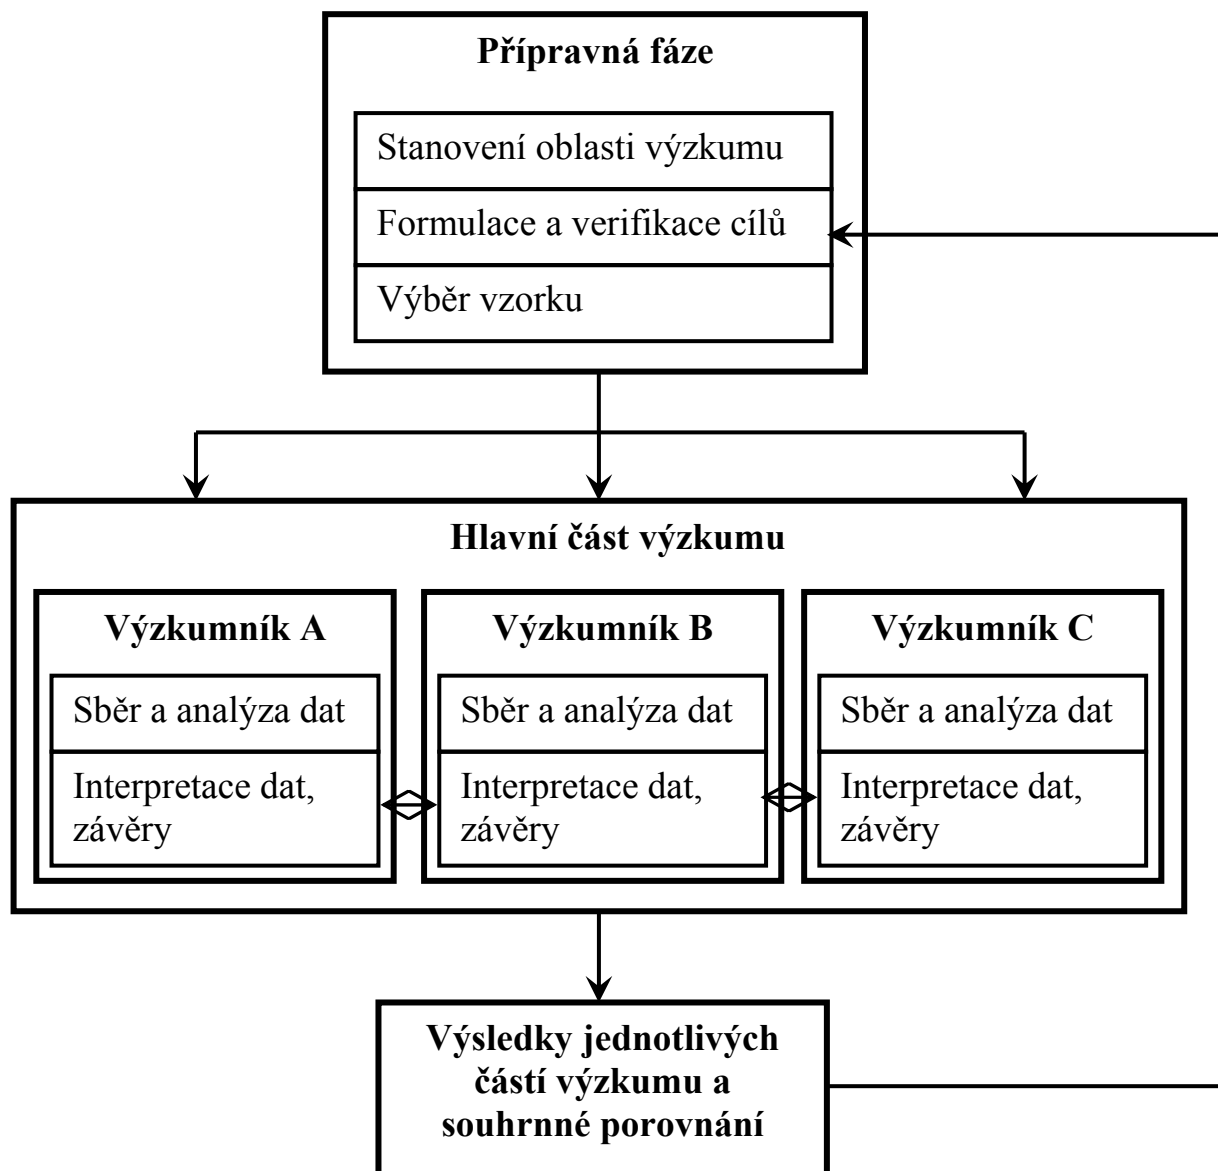 Přípravná fáze
Stanovení oblasti výzkumu
Formulace a verifikace cílů
Výběr vzorku
Hlavní část výzkumu
Výzkumník A
Sběr a analýza dat
Interpretace dat,
závěry
Výzkumník B
Sběr a analýza dat
Interpretace dat,
závěry
Výzkumník C
Sběr a analýza dat
Interpretace dat,
závěry
Výsledky jednotlivých
částí výzkumu a
souhrnné porovnání